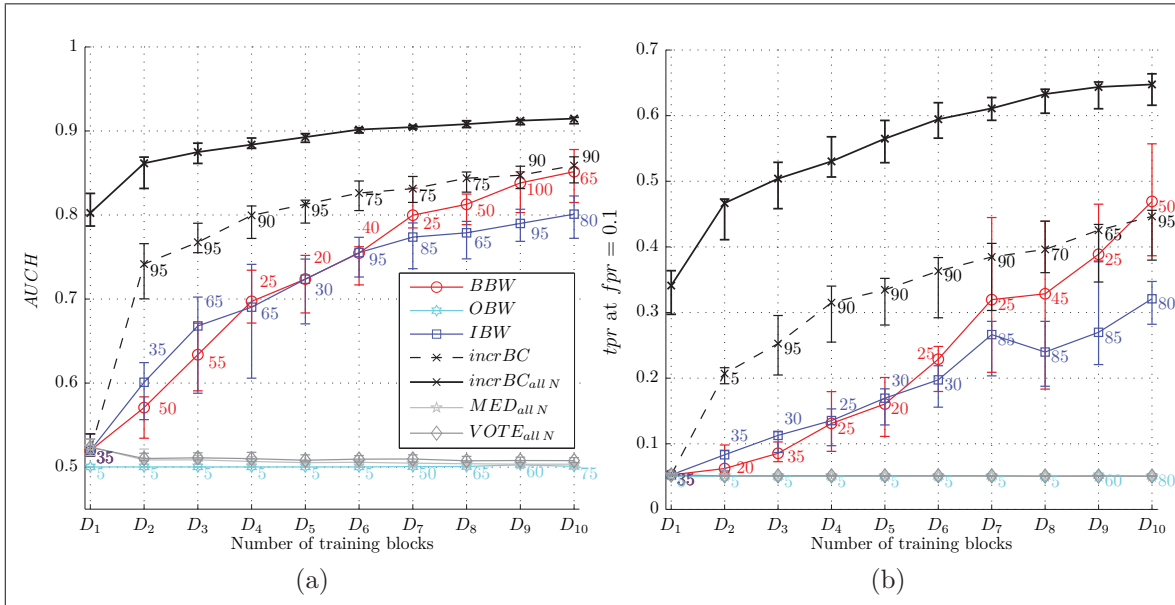 1
0.9
0.8
0.7
0.6
0.5
AUCH
35
5 5 5 5 5 5 5 60 75
50 55 25 20 40 25 50 100 65
35 65 65 30 95 85 65 95 80
95 95 90 95 75 75 75 90 90
BBW
OBW
IBW
incrBC
incrBC all N
MED all N
VOTE all N
D1 D2 D3 D4 D5 D6 D7 D8 D9 D10
Number of training blocks
(a)
0.7
0.6
0.5
0.4
0.3
0.2
0.1
0
tpr at fpr = 0.1
35
5 5 5 5 5 5 5 60 80
20 35 25 20 25 25 45 25 50
35 30 25 30 30 85 85 85 80
5 95 90 90 90 90 70 65 95
D1 D2 D3 D4 D5 D6 D7 D8 D9 D10
Number of training blocks
(b)